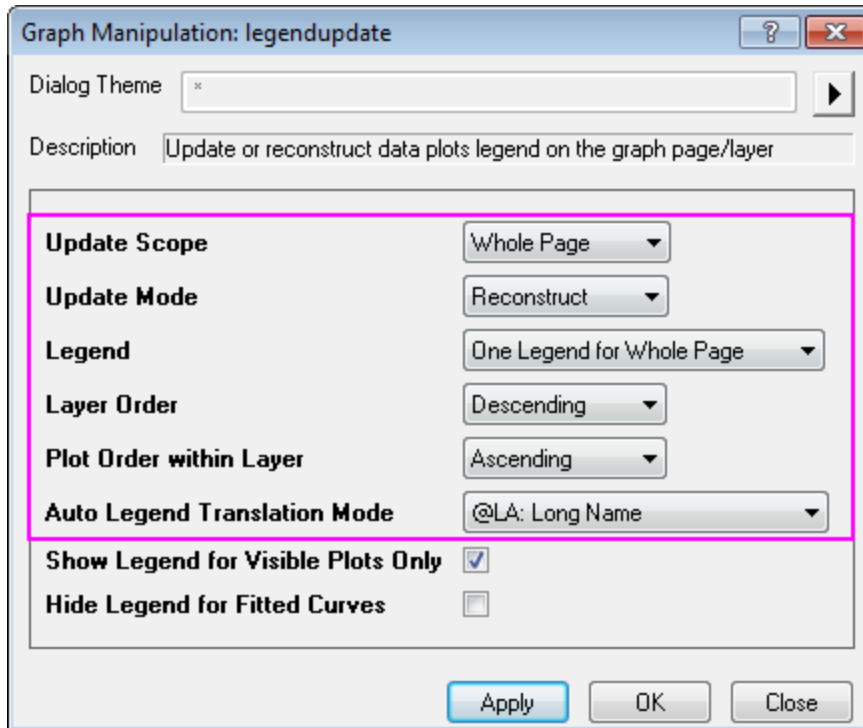 Graph Manipulation: legendupdate
Dialog Theme *
Description Update or reconstruct data plots legend on the graph page/layer
Update Scope Whole Page
Update Mode Reconstruct
Legend One Legend for Whole Page
Layer Order Descending
Plot Order within Layer Ascending
Auto Legend Translation Mode @LA: Long Name
Show Legend for Visible Plots Only
Hide Legend for Fitted Curves
Apply OK Close